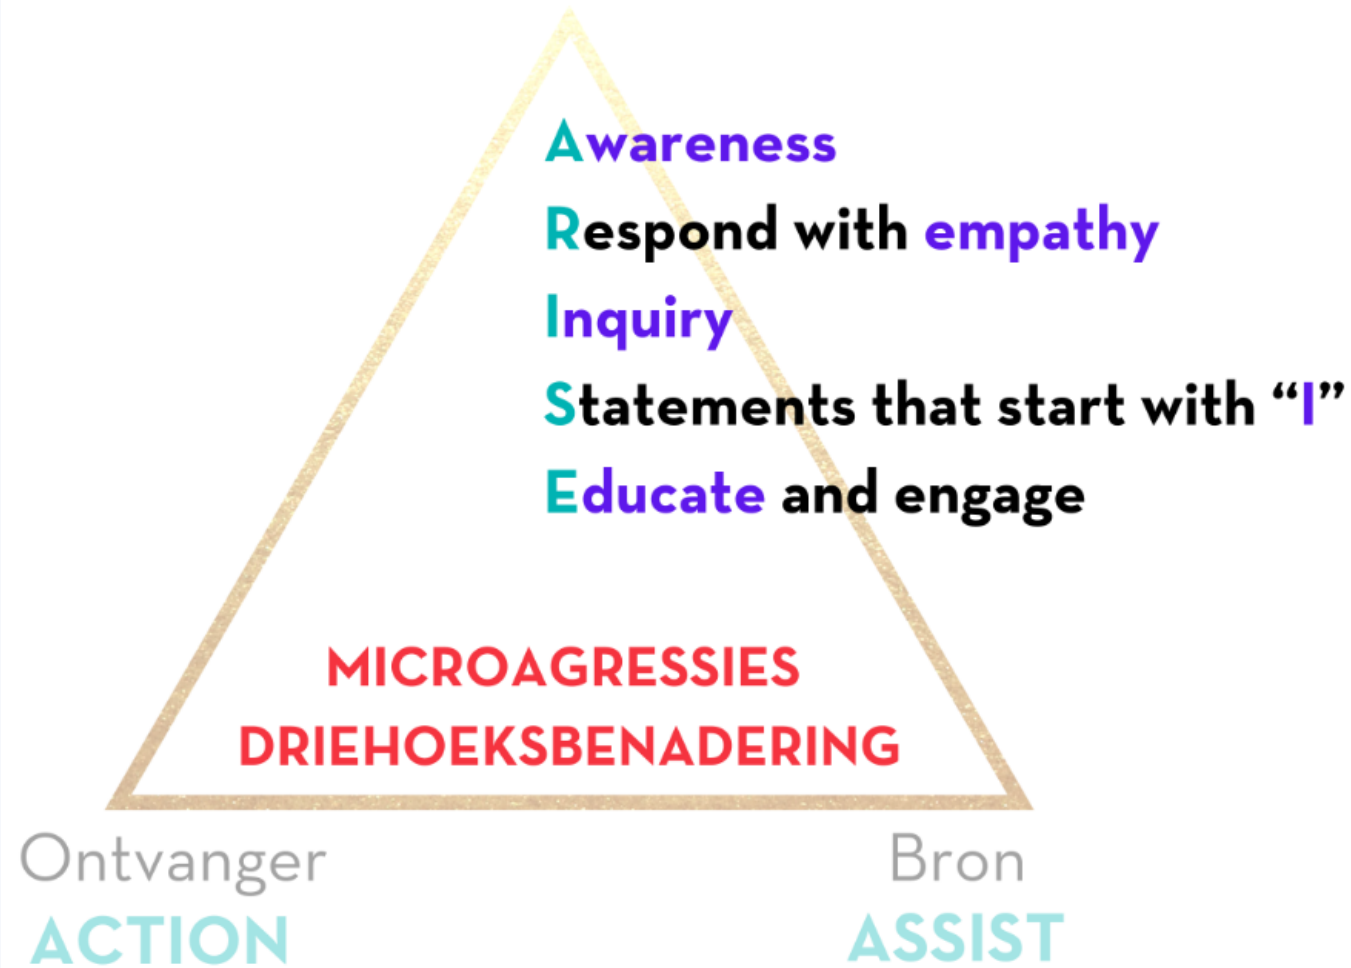 Awareness
Respond with empathy
Inquiry
Statements that start with “I”
Educate and engage
MICROAGRESSIES
DRIEHOEKSBENADERING
Ontvanger
ACTION
Bron
ASSIST